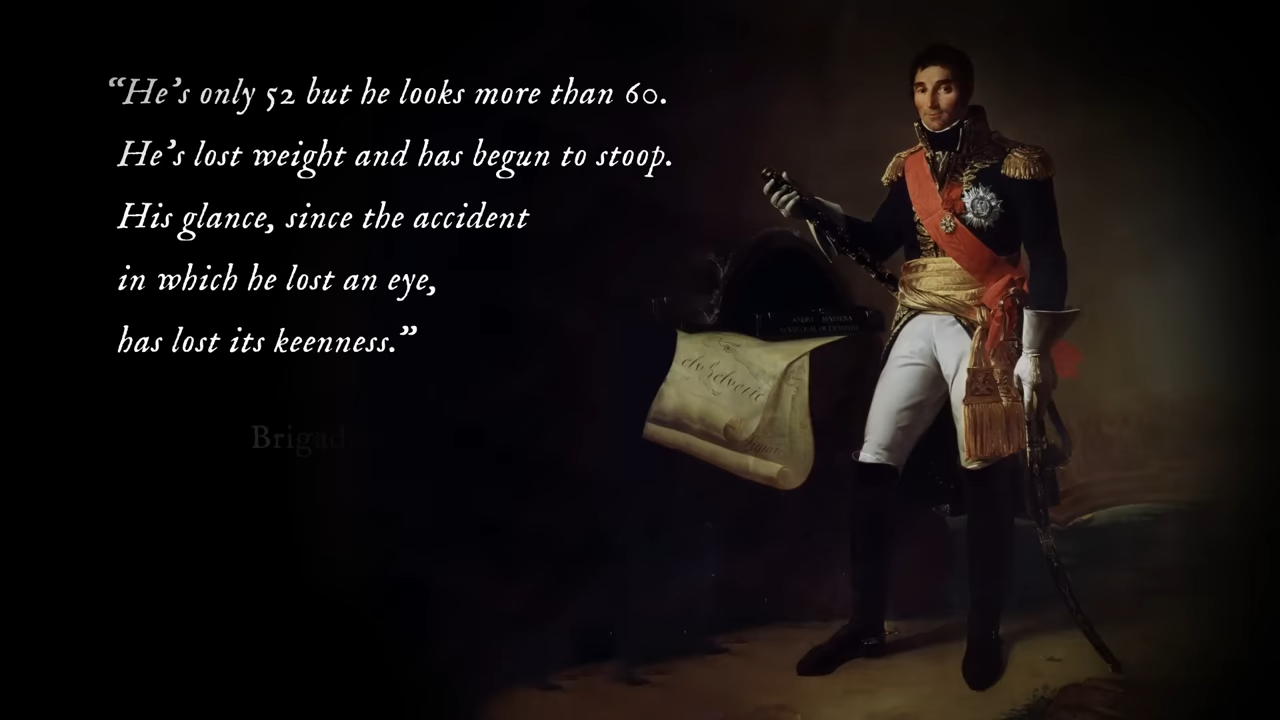 “He’s only 52 but he looks more than 60.
He’s lost weight and has begun to stoop.
His glance, since the accident
in which he lost an eye,
has lost its keenness.”
Brigad